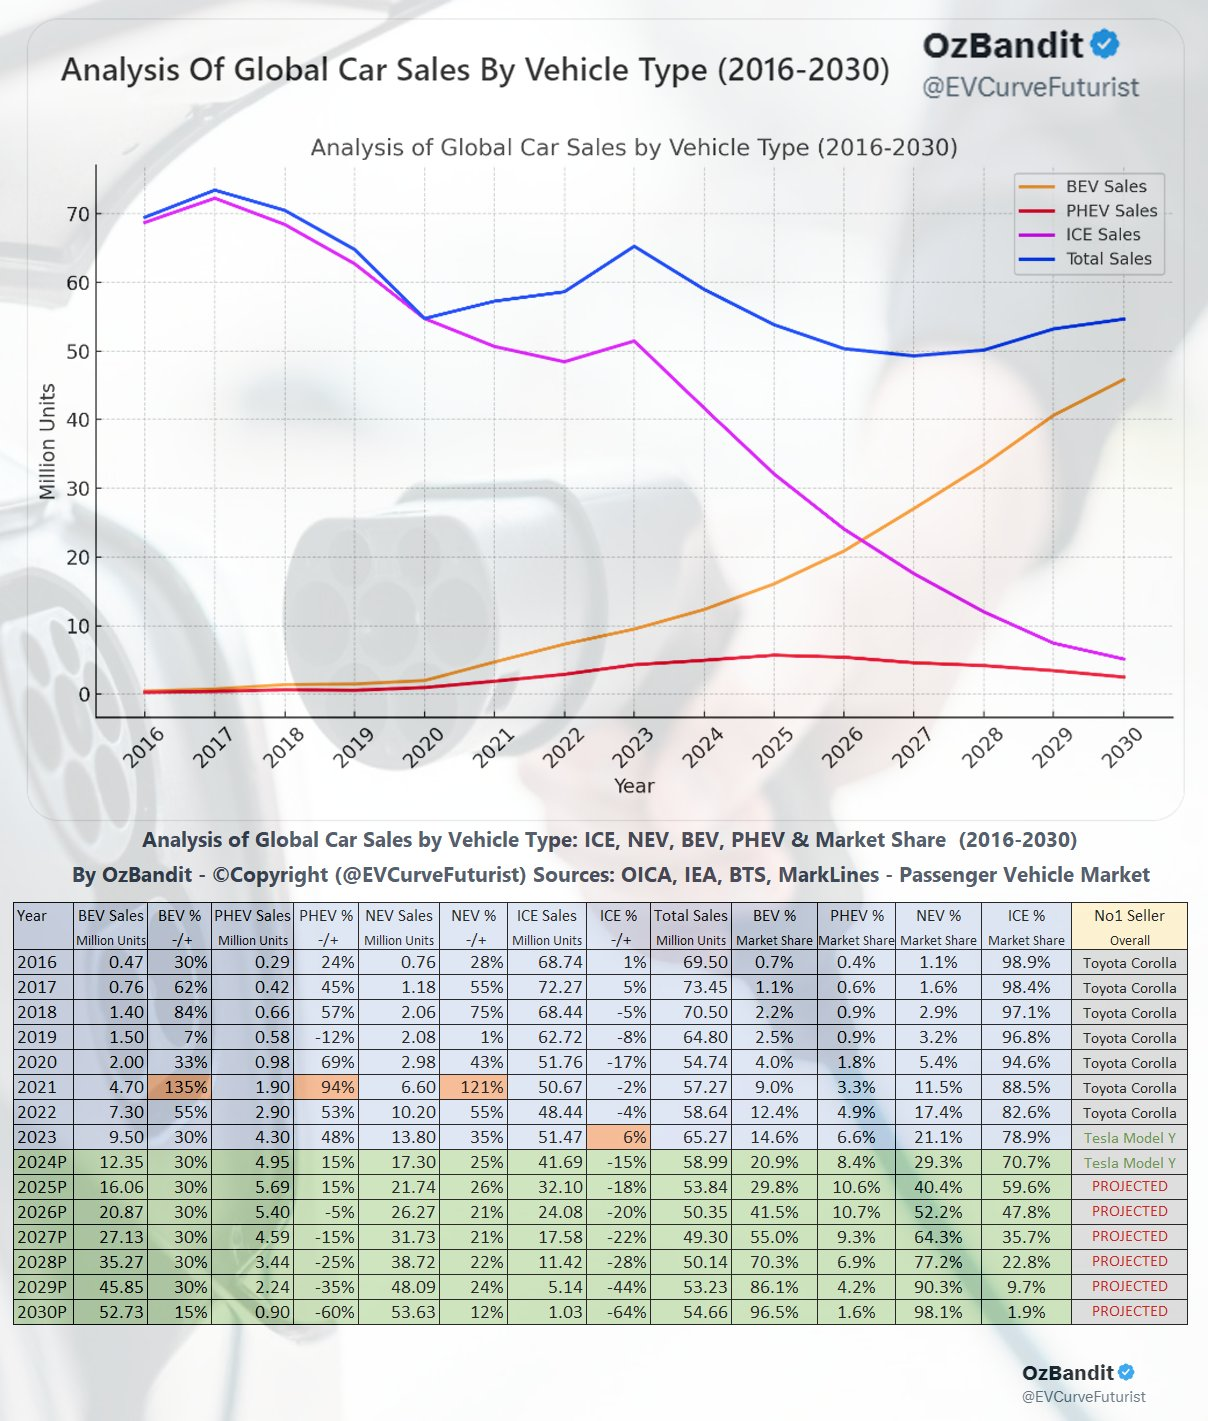 OzBandit
@EVCurveFuturist
Analysis Of Global Car Sales By Vehicle Type (2016-2030)
Analysis of Global Car Sales by Vehicle Type (2016-2030)
BEV Sales
PHEV Sales
ICE Sales
Total Sales
Million Units
70
60
50
40
30
20
10
0
2016 2017 2018 2019 2020 2021 2022 2023 2024 2025 2026 2027 2028 2029 2030
Year
Analysis of Global Car Sales by Vehicle Type: ICE, NEV, BEV, PHEV & Market Share (2016-2030)
By OzBandit - ©Copyright (@EVCurveFuturist) Sources: OICA, IEA, BTS, MarkLines - Passenger Vehicle Market
Year BEV Sales BEV % PHEV Sales PHEV % NEV Sales NEV % ICE Sales ICE % Total Sales BEV % PHEV % NEV % ICE % No1 Seller
Million Units -/+ Million Units -/+ Million Units -/+ Million Units -/+ Million Units Market Share Market Share Market Share Market Share Overall
2016 0.47 30% 0.29 24% 0.76 28% 68.74 1% 69.50 0.7% 0.4% 1.1% 98.9% Toyota Corolla
2017 0.76 62% 0.42 45% 1.18 55% 72.27 5% 73.45 1.1% 0.6% 1.6% 98.4% Toyota Corolla
2018 1.40 84% 0.66 57% 2.06 75% 68.44 -5% 70.50 2.2% 0.9% 2.9% 97.1% Toyota Corolla
2019 1.50 7% 0.58 -12% 2.08 1% 62.72 -8% 64.80 2.5% 0.9% 3.2% 96.8% Toyota Corolla
2020 2.00 33% 0.98 69% 2.98 43% 51.76 -17% 54.74 4.0% 1.8% 5.4% 94.6% Toyota Corolla
2021 4.70 135% 1.90 94% 6.60 121% 50.67 -2% 57.27 9.0% 3.3% 11.5% 88.5% Toyota Corolla
2022 7.30 55% 2.90 53% 10.20 55% 48.44 -4% 58.64 12.4% 4.9% 17.4% 82.6% Toyota Corolla
2023 9.50 30% 4.30 48% 13.80 35% 51.47 6% 65.27 14.6% 6.6% 21.1% 78.9% Tesla Model Y
2024P 12.35 30% 4.95 15% 17.30 25% 41.69 -15% 58.99 20.9% 8.4% 29.3% 70.7% Tesla Model Y
2025P 16.06 30% 5.69 15% 21.74 26% 32.10 -18% 53.84 29.8% 10.6% 40.4% 59.6% PROJECTED
2026P 20.87 30% 5.40 -5% 26.27 21% 24.08 -20% 50.35 41.5% 10.7% 52.2% 47.8% PROJECTED
2027P 27.13 30% 4.59 -15% 31.73 21% 17.58 -22% 49.30 55.0% 9.3% 64.3% 35.7% PROJECTED
2028P 35.27 30% 3.44 -25% 38.72 22% 11.42 -28% 50.14 70.3% 6.9% 77.2% 22.8% PROJECTED
2029P 45.85 30% 2.24 -35% 48.09 24% 5.14 -44% 53.23 86.1% 4.2% 90.3% 9.7% PROJECTED
2030P 52.73 15% 0.90 -60% 53.63 12% 1.03 -64% 54.66 96.5% 1.6% 98.1% 1.9% PROJECTED
OzBandit
@EVCurveFuturist